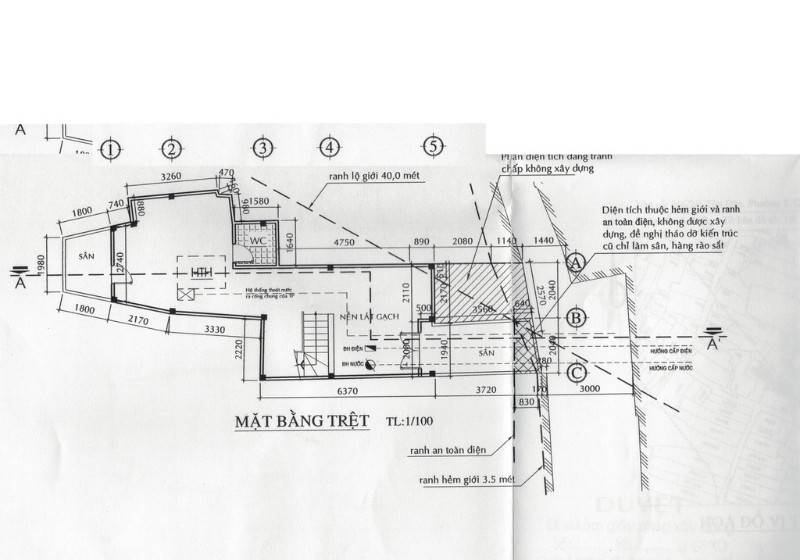 A
1
2
3
4
5
Phần diện tích đang tranh
chấp không xây dựng
ranh lộ giới 40,0 mét
Diện tích thuộc hẻm giới và ranh
an toàn điện, không được xây
dựng, đề nghị tháo dỡ kiến trúc
cũ chỉ làm sân, hàng rào sắt
3260
470
740
1800
880
980
1580
1640
WC
4750
890
2080
1140
1440
A
SÂN
1980
2740
HTH
A
Hệ thống thoát nước
ra cống chung của TP
NỀN LÁT GẠCH
2110
510
2170
500
3560
640
2570
2040
B
1800
2170
3330
2220
ĐH ĐIỆN
ĐH NƯỚC
2080
1940
SÂN
280
2040
C
HƯỚNG CẤP ĐIỆN
HƯỚNG CẤP NƯỚC
A'
6370
3720
170
3000
830
MẶT BẰNG TRỆT TL:1/100
ranh an toàn điện
ranh hẻm giới 3.5 mét
DUYỆT
HOẠ ĐỒ VỊ T